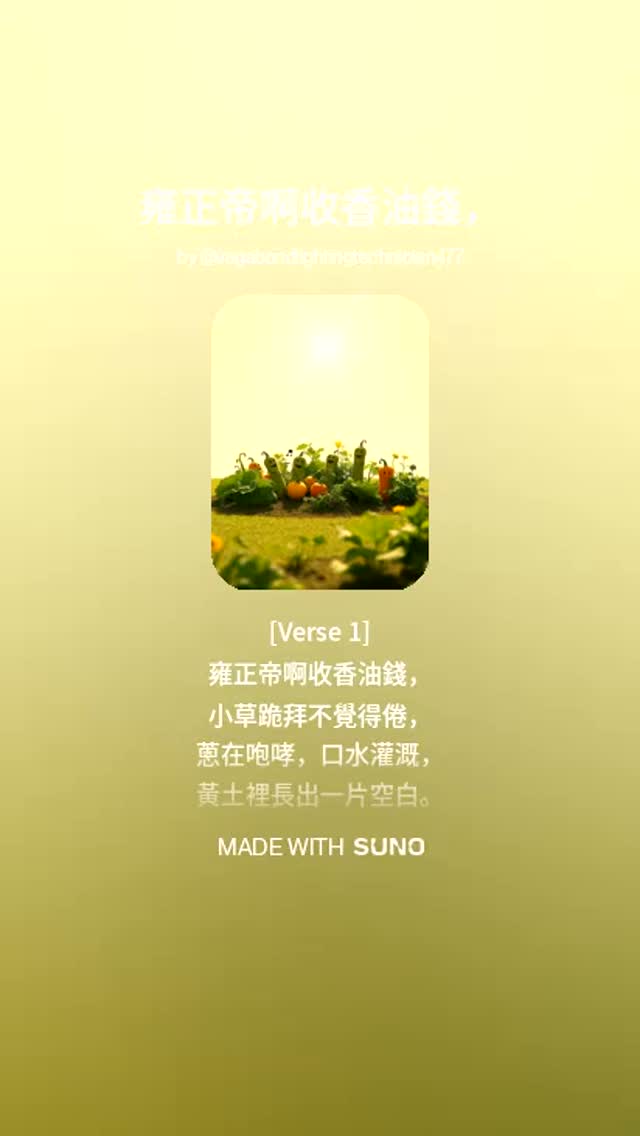 雍正帝啊收香油錢，
[Verse 1]
雍正帝啊收香油錢，
小草跪拜不覺得倦，
蔥在咆哮，口水灌溉，
黃土裡長出一片空白。
MADE WITH SUNO